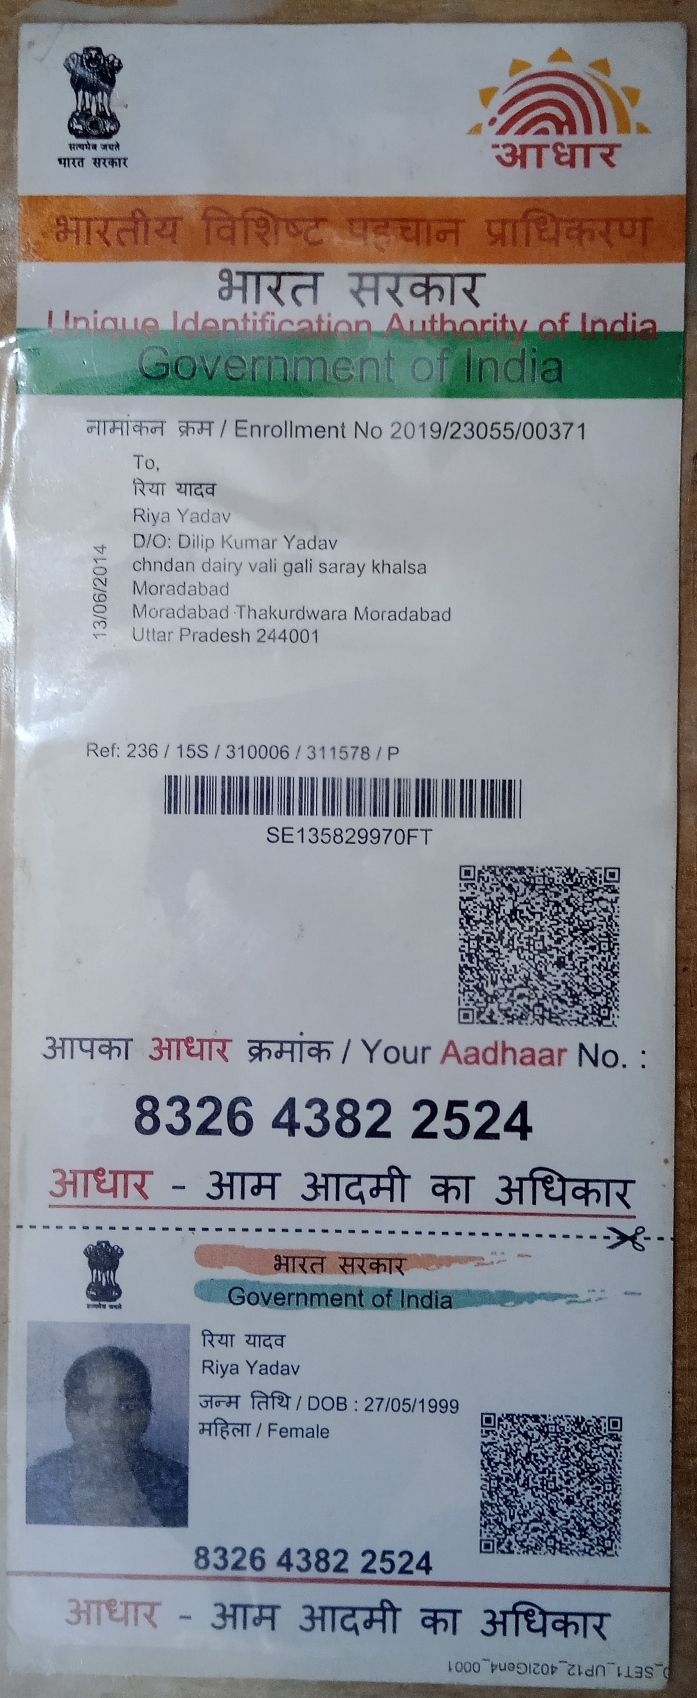 सत्यमेव जयते
भारत सरकार
आधार
भारतीय विशिष्ट पहचान प्राधिकरण
भारत सरकार
Unique Identification Authority of India
Government of India
नामांकन क्रम / Enrollment No 2019/23055/00371
To,
रिया यादव
Riya Yadav
D/O: Dilip Kumar Yadav
chndan dairy vali gali saray khalsa
Moradabad
Moradabad Thakurdwara Moradabad
Uttar Pradesh 244001
13/06/2014
Ref: 236 / 15S / 310006 / 311578 / P
SE135829970FT
आपका आधार क्रमांक / Your Aadhaar No. :
8326 4382 2524
आधार - आम आदमी का अधिकार
सत्यमेव जयते
भारत सरकार
Government of India
रिया यादव
Riya Yadav
जन्म तिथि / DOB : 27/05/1999
महिला / Female
8326 4382 2524
आधार - आम आदमी का अधिकार
_SET1_UP12_402IGen4_0001